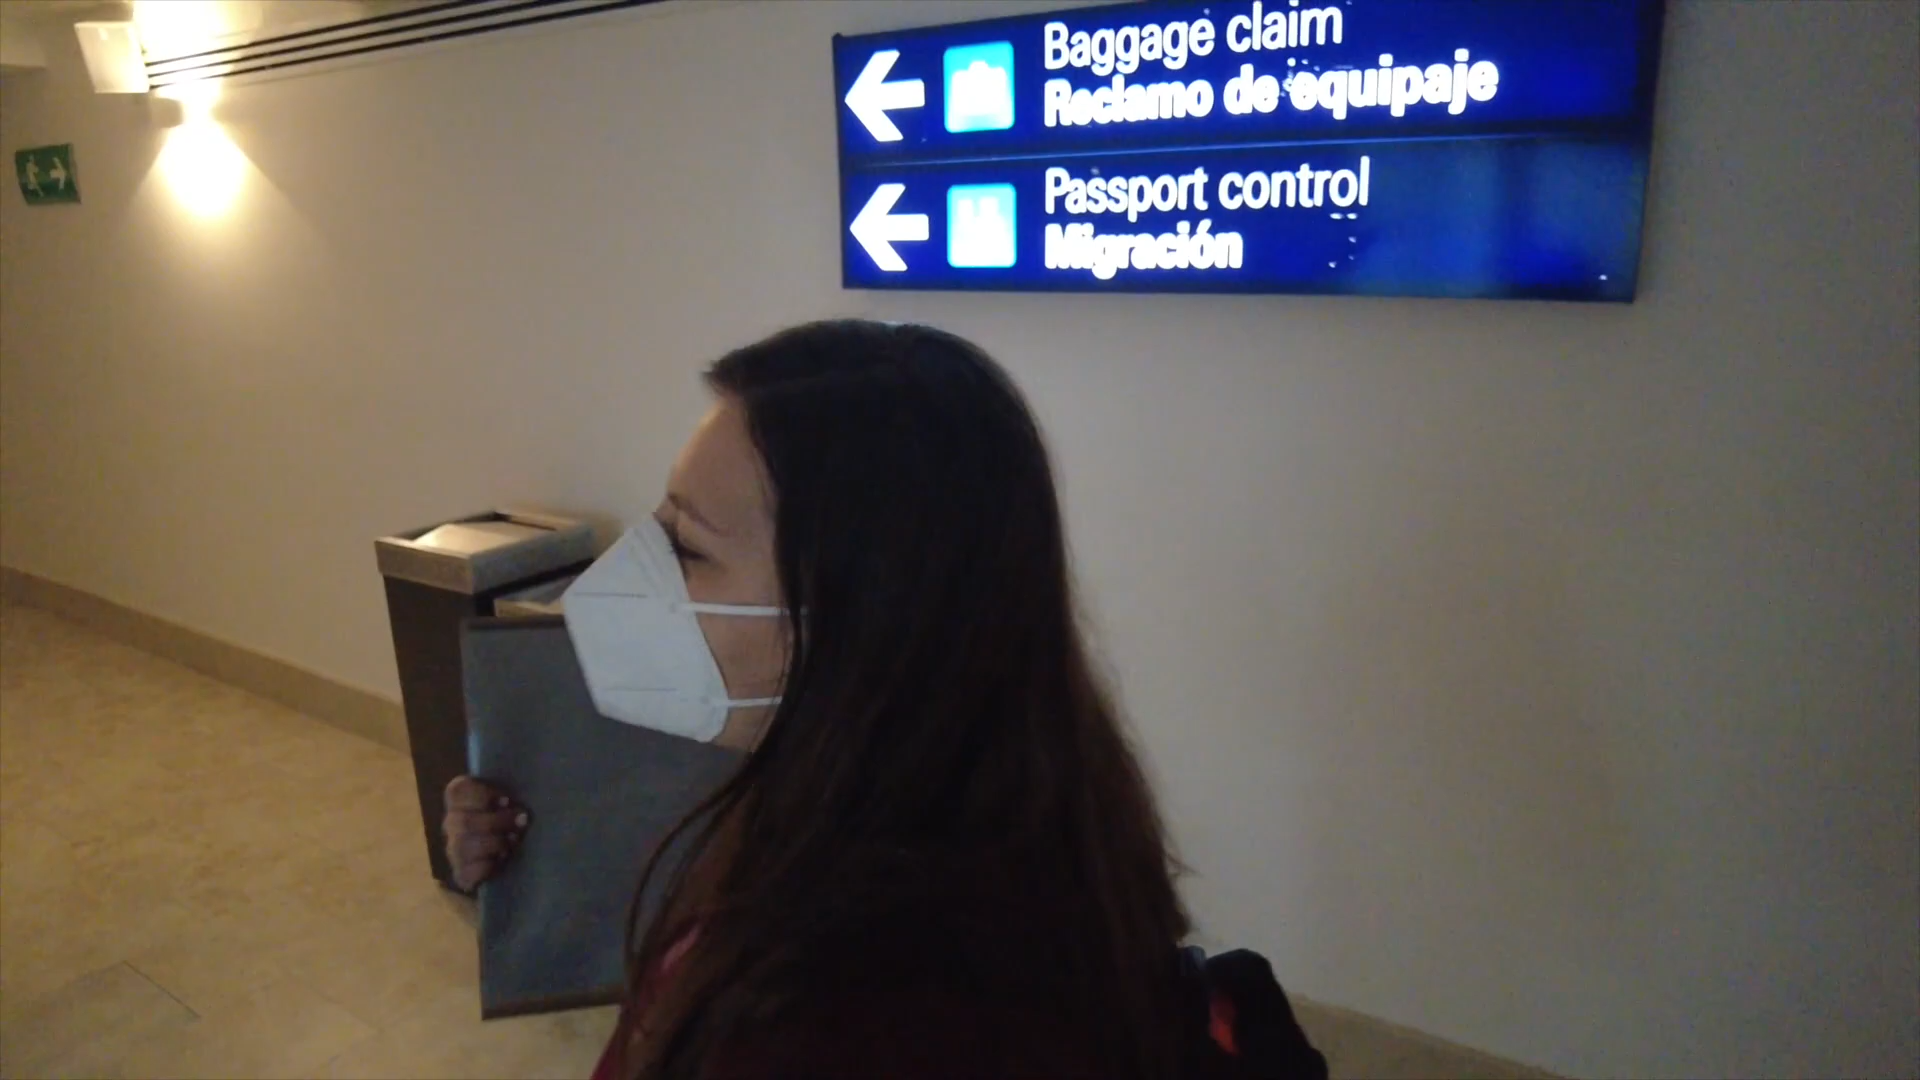 Baggage claim
Reclamo de equipaje
Passport control
Migración